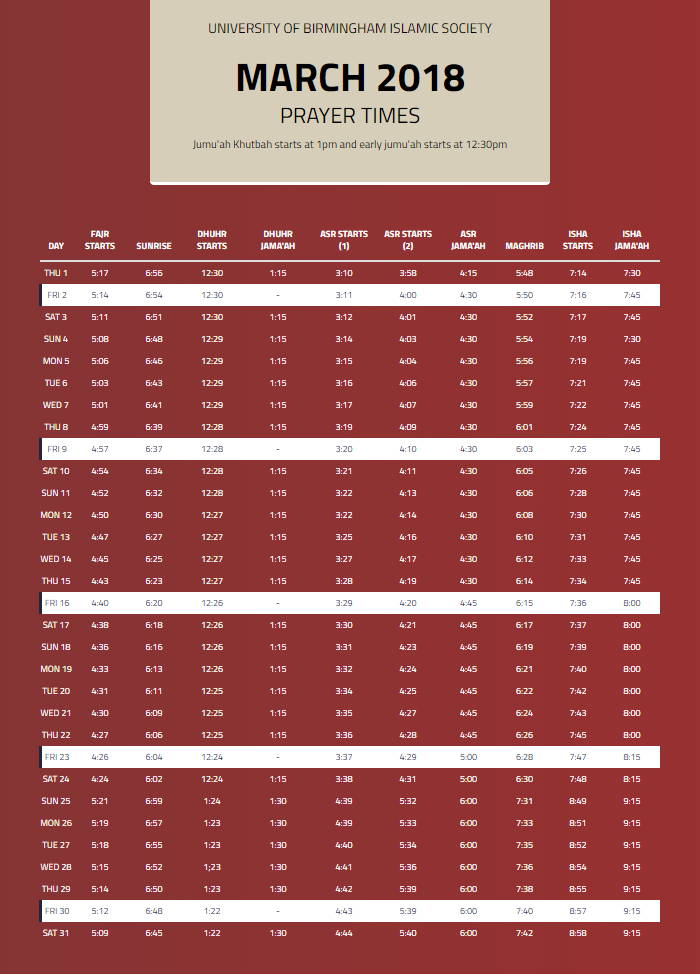 UNIVERSITY OF BIRMINGHAM ISLAMIC SOCIETY
MARCH 2018
PRAYER TIMES
Jumu'ah Khutbah starts at 1pm and early jumu'ah starts at 12:30pm
DAY FAJR STARTS SUNRISE DHUHR STARTS DHUHR JAMA'AH ASR STARTS (1) ASR STARTS (2) ASR JAMA'AH MAGHRIB ISHA STARTS ISHA JAMA'AH
THU 1 5:17 6:56 12:30 1:15 3:10 3:58 4:15 5:48 7:14 7:30
FRI 2 5:14 6:54 12:30 - 3:11 4:00 4:30 5:50 7:16 7:45
SAT 3 5:11 6:51 12:30 1:15 3:12 4:01 4:30 5:52 7:17 7:45
SUN 4 5:08 6:48 12:29 1:15 3:14 4:03 4:30 5:54 7:19 7:30
MON 5 5:06 6:46 12:29 1:15 3:15 4:04 4:30 5:56 7:19 7:45
TUE 6 5:03 6:43 12:29 1:15 3:16 4:06 4:30 5:57 7:21 7:45
WED 7 5:01 6:41 12:29 1:15 3:17 4:07 4:30 5:59 7:22 7:45
THU 8 4:59 6:39 12:28 1:15 3:19 4:09 4:30 6:01 7:24 7:45
FRI 9 4:57 6:37 12:28 - 3:20 4:10 4:30 6:03 7:25 7:45
SAT 10 4:54 6:34 12:28 1:15 3:21 4:11 4:30 6:05 7:26 7:45
SUN 11 4:52 6:32 12:28 1:15 3:22 4:13 4:30 6:06 7:28 7:45
MON 12 4:50 6:30 12:27 1:15 3:22 4:14 4:30 6:08 7:30 7:45
TUE 13 4:47 6:27 12:27 1:15 3:25 4:16 4:30 6:10 7:31 7:45
WED 14 4:45 6:25 12:27 1:15 3:27 4:17 4:30 6:12 7:33 7:45
THU 15 4:43 6:23 12:27 1:15 3:28 4:19 4:30 6:14 7:34 7:45
FRI 16 4:40 6:20 12:26 - 3:29 4:20 4:45 6:15 7:36 8:00
SAT 17 4:38 6:18 12:26 1:15 3:30 4:21 4:45 6:17 7:37 8:00
SUN 18 4:36 6:16 12:26 1:15 3:31 4:23 4:45 6:19 7:39 8:00
MON 19 4:33 6:13 12:26 1:15 3:32 4:24 4:45 6:21 7:40 8:00
TUE 20 4:31 6:11 12:25 1:15 3:34 4:25 4:45 6:22 7:42 8:00
WED 21 4:30 6:09 12:25 1:15 3:35 4:27 4:45 6:24 7:43 8:00
THU 22 4:27 6:06 12:25 1:15 3:36 4:28 4:45 6:26 7:45 8:00
FRI 23 4:26 6:04 12:24 - 3:37 4:29 5:00 6:28 7:47 8:15
SAT 24 4:24 6:02 12:24 1:15 3:38 4:31 5:00 6:30 7:48 8:15
SUN 25 5:21 6:59 1:24 1:30 4:39 5:32 6:00 7:31 8:49 9:15
MON 26 5:19 6:57 1:23 1:30 4:39 5:33 6:00 7:33 8:51 9:15
TUE 27 5:18 6:55 1:23 1:30 4:40 5:34 6:00 7:35 8:52 9:15
WED 28 5:15 6:52 1;23 1:30 4:41 5:36 6:00 7:36 8:54 9:15
THU 29 5:14 6:50 1:23 1:30 4:42 5:39 6:00 7:38 8:55 9:15
FRI 30 5:12 6:48 1:22 - 4:43 5:39 6:00 7:40 8:57 9:15
SAT 31 5:09 6:45 1:22 1:30 4:44 5:40 6:00 7:42 8:58 9:15